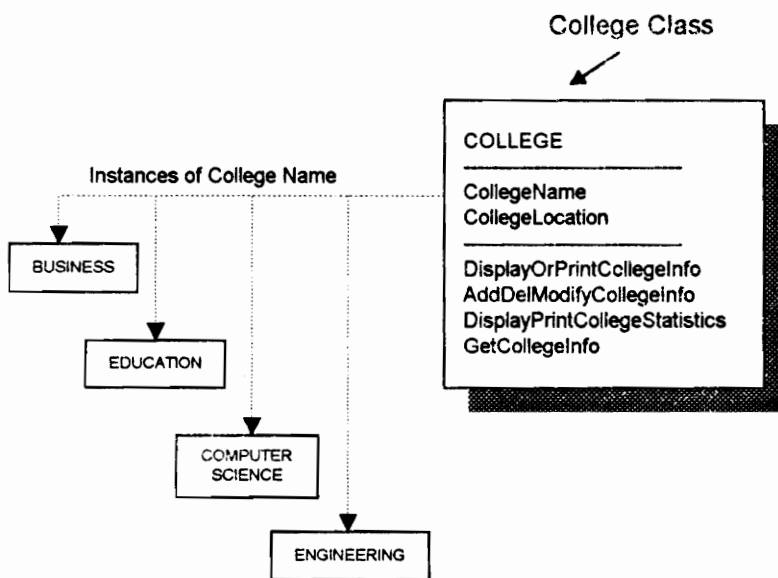 College Class
COLLEGE
CollegeName
CollegeLocation
DisplayOrPrintCollegeInfo
AddDelModifyCollegeInfo
DisplayPrintCollegeStatistics
GetCollegeInfo
Instances of College Name
BUSINESS
EDUCATION
COMPUTER
SCIENCE
ENGINEERING